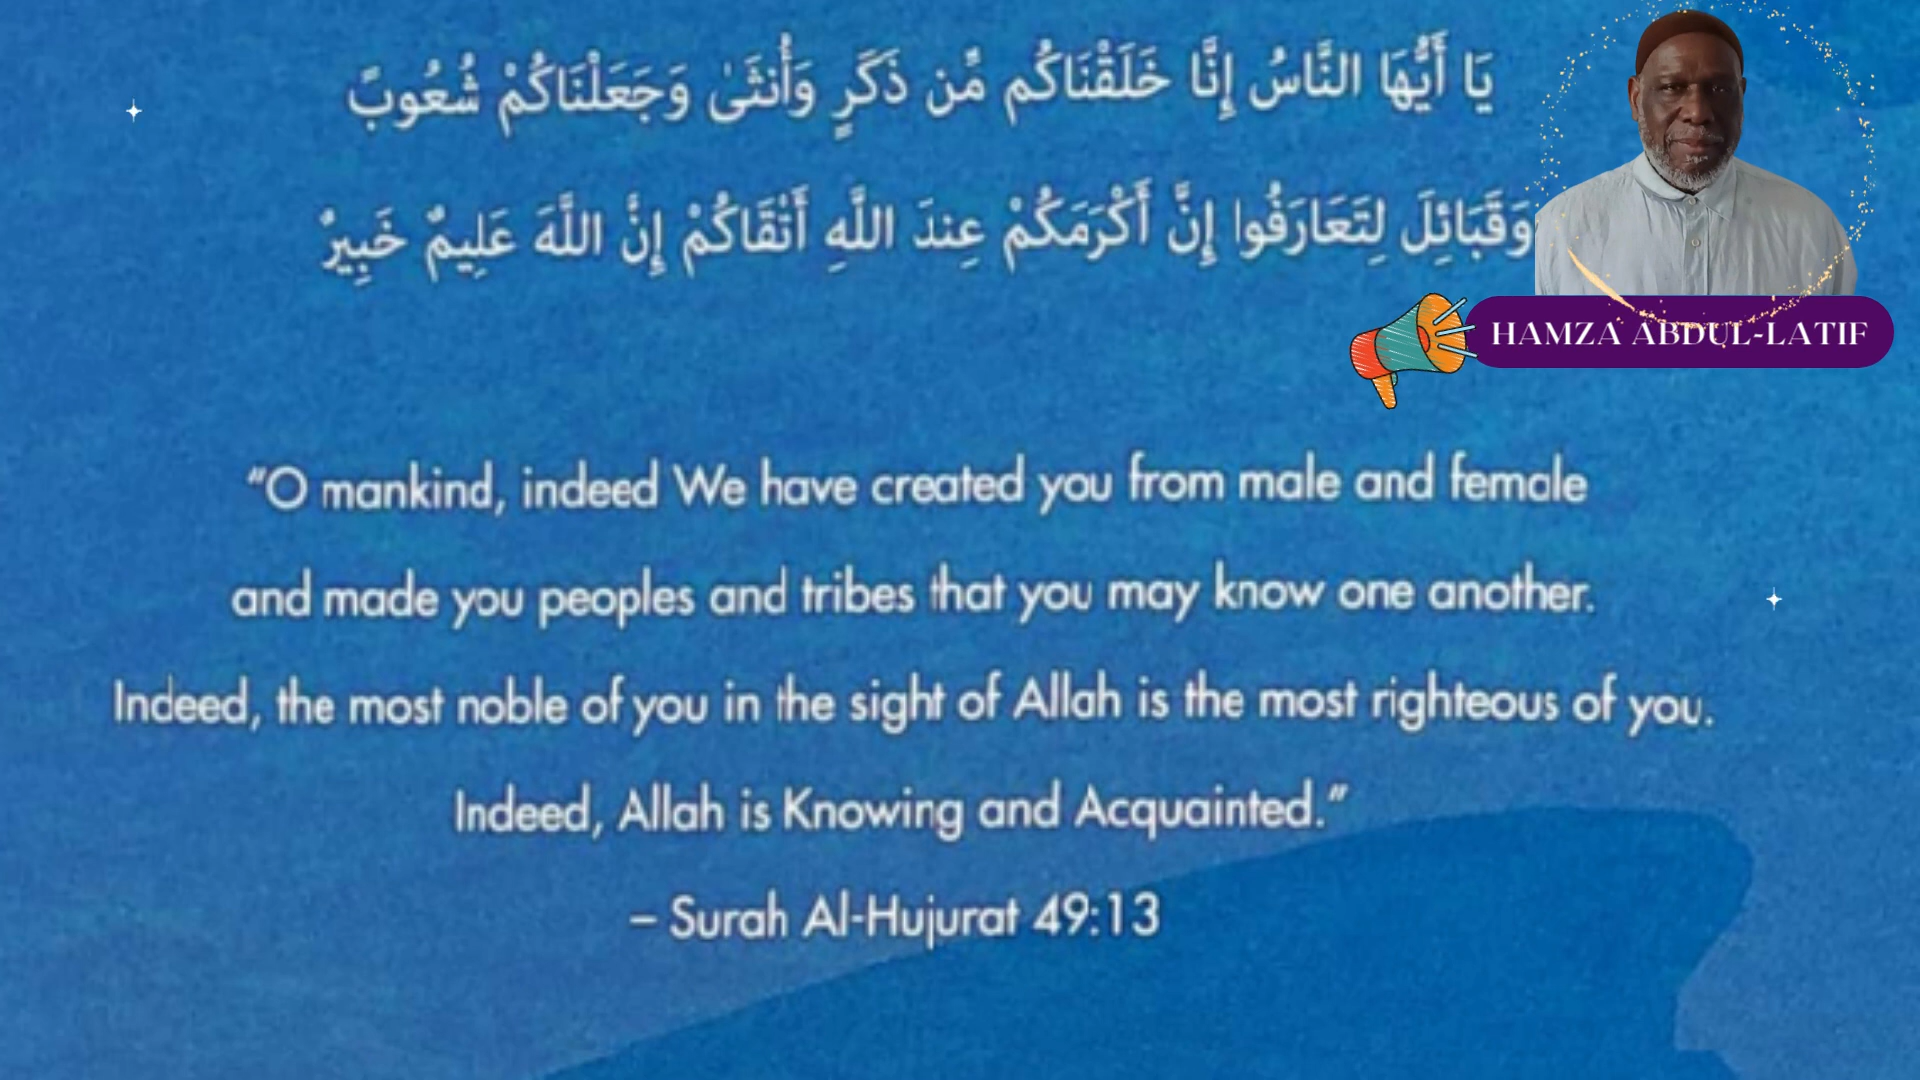 يَا أَيُّهَا النَّاسُ إِنَّا خَلَقْنَاكُم مِّن ذَكَرٍ وَأُنثَىٰ وَجَعَلْنَاكُمْ شُعُوبً
وَقَبَائِلَ لِتَعَارَفُوا إِنَّ أَكْرَمَكُمْ عِندَ اللَّهِ أَتْقَاكُمْ إِنَّ اللَّهَ عَلِيمٌ خَبِيرٌ
HAMZA ABDUL-LATIF
“O mankind, indeed We have created you from male and female
and made you peoples and tribes that you may know one another.
Indeed, the most noble of you in the sight of Allah is the most righteous of you.
Indeed, Allah is Knowing and Acquainted.”
– Surah Al-Hujurat 49:13